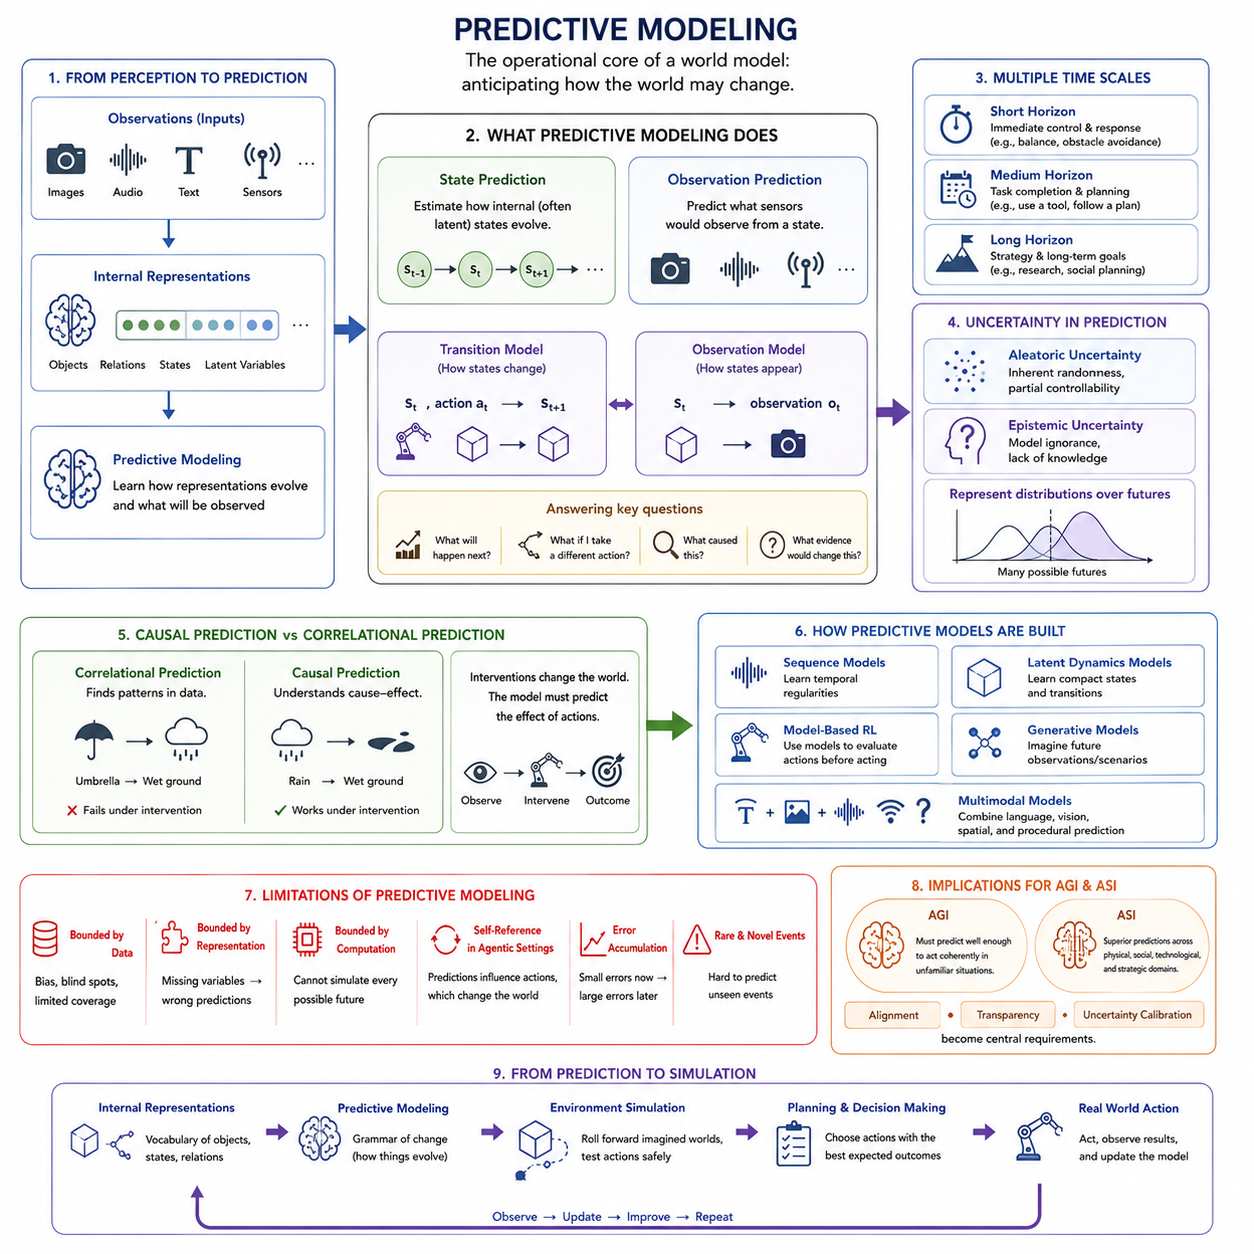 PREDICTIVE MODELING
The operational core of a world model:
anticipating how the world may change.
1. FROM PERCEPTION TO PREDICTION
Observations (Inputs)
T
...
Images
Audio
Text
Sensors
Internal Representations
...
Objects
Relations
States
Latent Variables
Predictive Modeling
Learn how representations evolve
and what will be observed
2. WHAT PREDICTIVE MODELING DOES
State Prediction
Estimate how internal (often
latent) states evolve.
St−1 → St → St+1 → ...
Observation Prediction
Predict what sensors
would observe from a state.
...
Transition Model
(How states change)
St , action at → St+1
Observation Model
(How states appear)
St → observation ot
Answering key questions
What will
happen next?
What if I take
a different action?
What caused
this?
?
What evidence
would change this?
3. MULTIPLE TIME SCALES
Short Horizon
Immediate control & response
(e.g., balance, obstacle avoidance)
Medium Horizon
Task completion & planning
(e.g., use a tool, follow a plan)
Long Horizon
Strategy & long-term goals
(e.g., research, social planning)
4. UNCERTAINTY IN PREDICTION
Aleatoric Uncertainty
Inherent randomness,
partial controllability
?
Epistemic Uncertainty
Model ignorance,
lack of knowledge
Represent distributions over futures
Many possible futures
5. CAUSAL PREDICTION vs CORRELATIONAL PREDICTION
Correlational Prediction
Finds patterns in data.
Umbrella → Wet ground
✗ Fails under intervention
Causal Prediction
Understands cause–effect.
Rain → Wet ground
✓ Works under intervention
Interventions change the world.
The model must predict
the effect of actions.
Observe
Intervene
Outcome
6. HOW PREDICTIVE MODELS ARE BUILT
Sequence Models
Learn temporal
regularities
Latent Dynamics Models
Learn compact states
and transitions
Model-Based RL
Use models to evaluate
actions before acting
Generative Models
Imagine future
observations/scenarios
T + + ?
Multimodal Models
Combine language, vision,
spatial, and procedural prediction
7. LIMITATIONS OF PREDICTIVE MODELING
Bounded by
Data
Bias, blind spots,
limited coverage
Bounded by
Representation
Missing variables →
wrong predictions
Bounded by
Computation
Cannot simulate every
possible future
Self-Reference
in Agentic Settings
Predictions influence actions,
which change the world
Error
Accumulation
Small errors now →
large errors later
Rare & Novel Events
Hard to predict
unseen events
8. IMPLICATIONS FOR AGI & ASI
AGI
Must predict well enough
to act coherently in
unfamiliar situations.
ASI
Superior predictions across
physical, social, technological,
and strategic domains.
Alignment • Transparency • Uncertainty Calibration
become central requirements.
9. FROM PREDICTION TO SIMULATION
Internal Representations
Vocabulary of objects,
states, relations
Predictive Modeling
Grammar of change
(how things evolve)
Environment Simulation
Roll forward imagined worlds,
test actions safely
Planning & Decision Making
Choose actions with the
best expected outcomes
Real World Action
Act, observe results,
and update the model
Observe → Update → Improve → Repeat